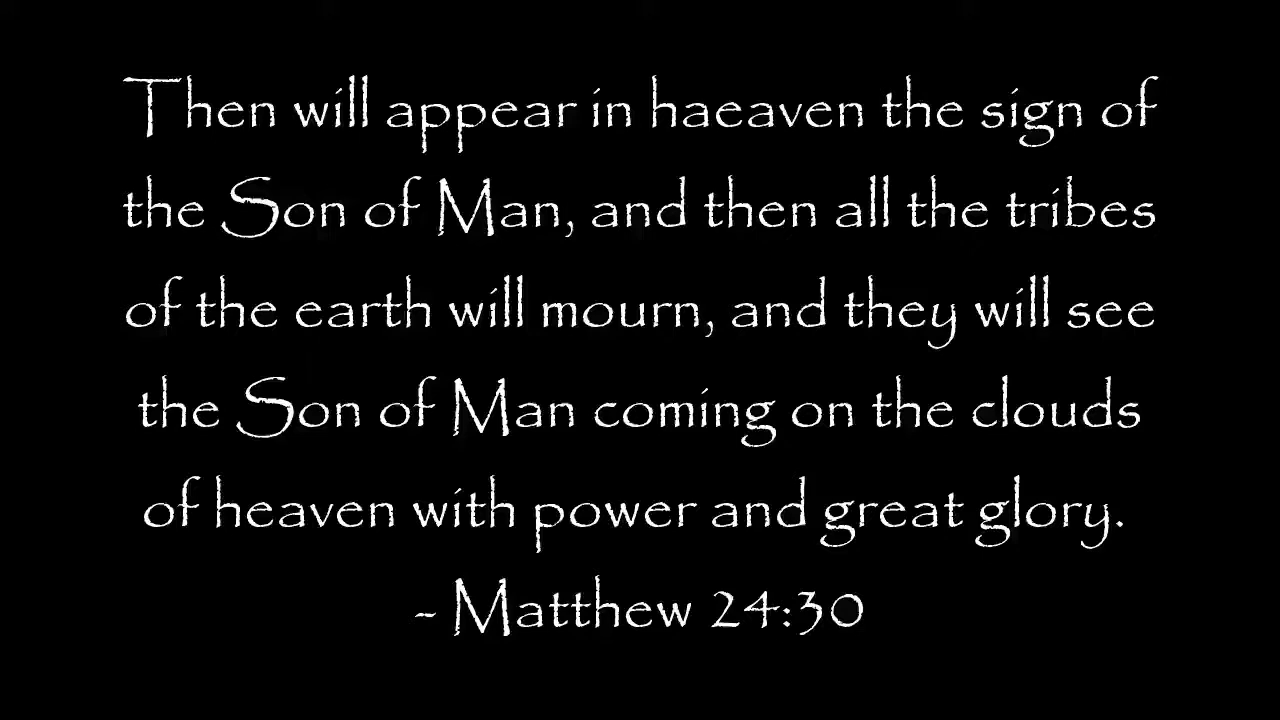 Then will appear in haeaven the sign of
the Son of Man, and then all the tribes
of the earth will mourn, and they will see
the Son of Man coming on the clouds
of heaven with power and great glory.
- Matthew 24:30